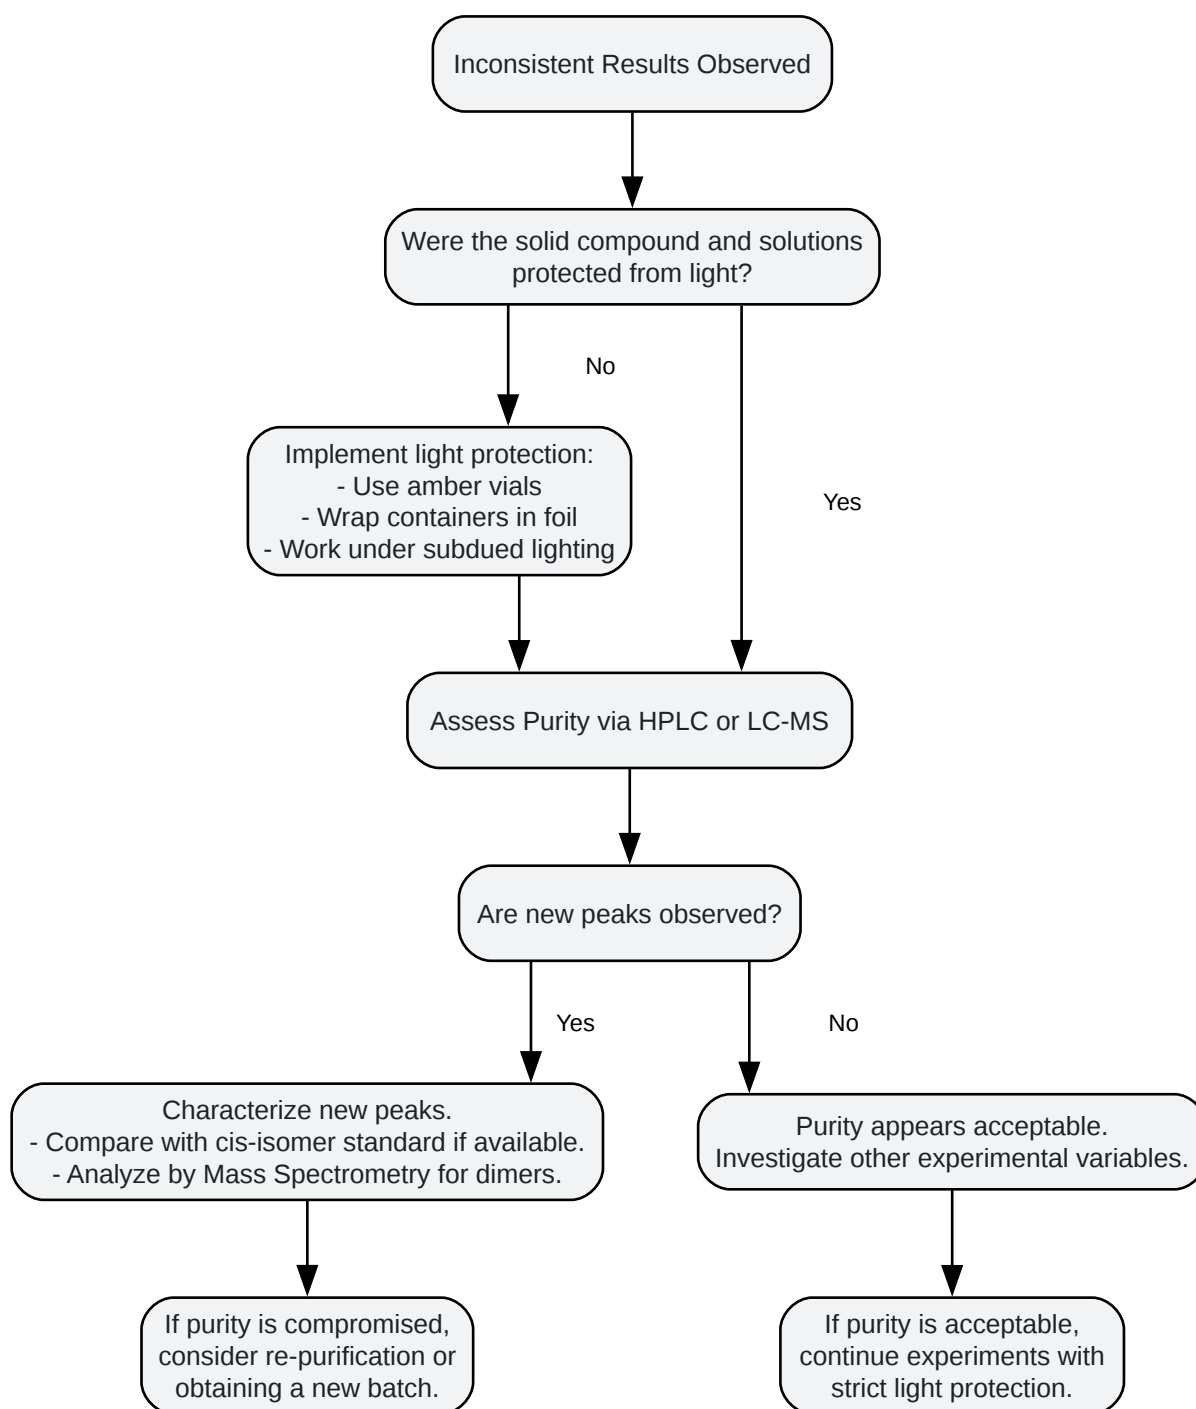 Inconsistent Results Observed
Were the solid compound and solutions
protected from light?
No
Implement light protection:
- Use amber vials
- Wrap containers in foil
- Work under subdued lighting
Yes
Assess Purity via HPLC or LC-MS
Are new peaks observed?
Yes
No
Characterize new peaks.
- Compare with cis-isomer standard if available.
- Analyze by Mass Spectrometry for dimers.
Purity appears acceptable.
Investigate other experimental variables.
If purity is compromised,
consider re-purification or
obtaining a new batch.
If purity is acceptable,
continue experiments with
strict light protection.